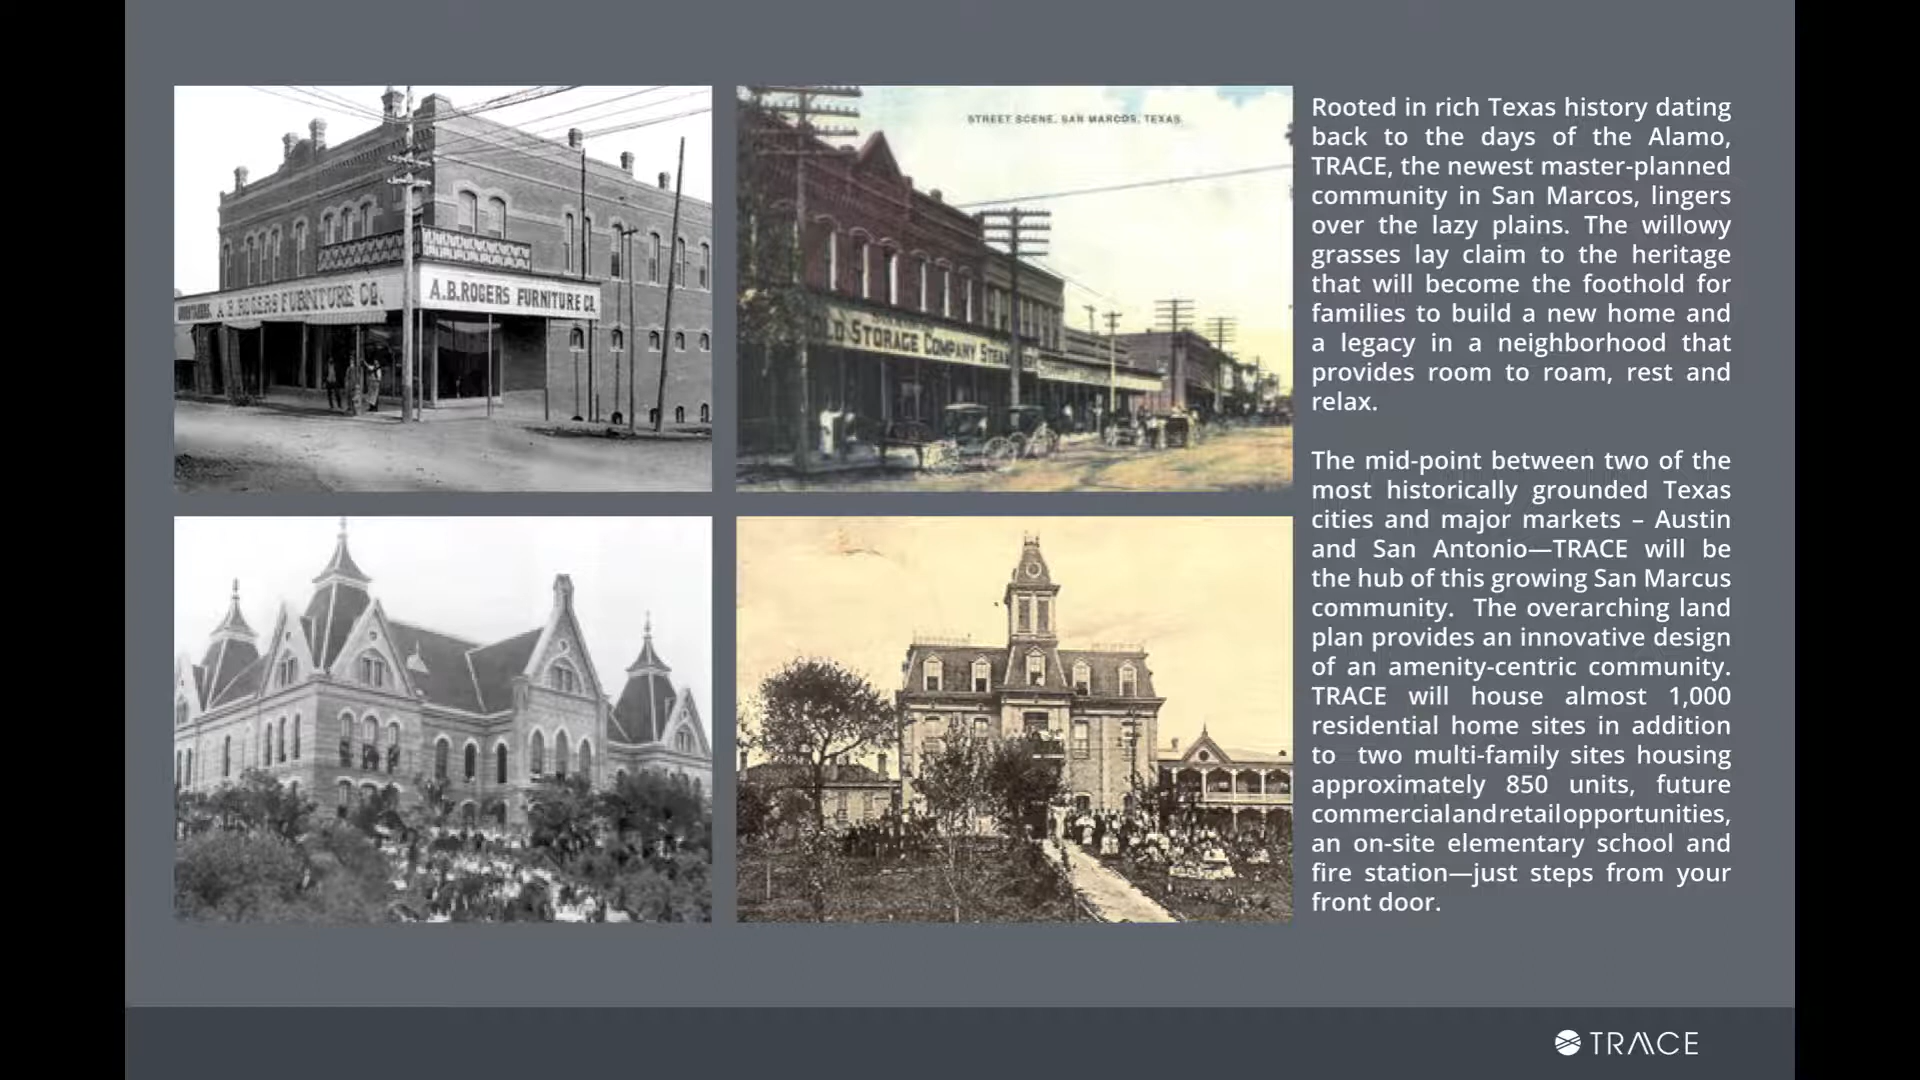 A.B.ROGERS FURNITURE CO.
A.B.ROGERS FURNITURE CO.
STREET SCENE, SAN MARCOS, TEXAS
OLD STORAGE COMPANY
Rooted in rich Texas history dating
back to the days of the Alamo,
TRACE, the newest master-planned
community in San Marcos, lingers
over the lazy plains. The willowy
grasses lay claim to the heritage
that will become the foothold for
families to build a new home and
a legacy in a neighborhood that
provides room to roam, rest and
relax.
The mid-point between two of the
most historically grounded Texas
cities and major markets – Austin
and San Antonio—TRACE will be
the hub of this growing San Marcus
community. The overarching land
plan provides an innovative design
of an amenity-centric community.
TRACE will house almost 1,000
residential home sites in addition
to two multi-family sites housing
approximately 850 units, future
commercial and retail opportunities,
an on-site elementary school and
fire station—just steps from your
front door.
TRACE